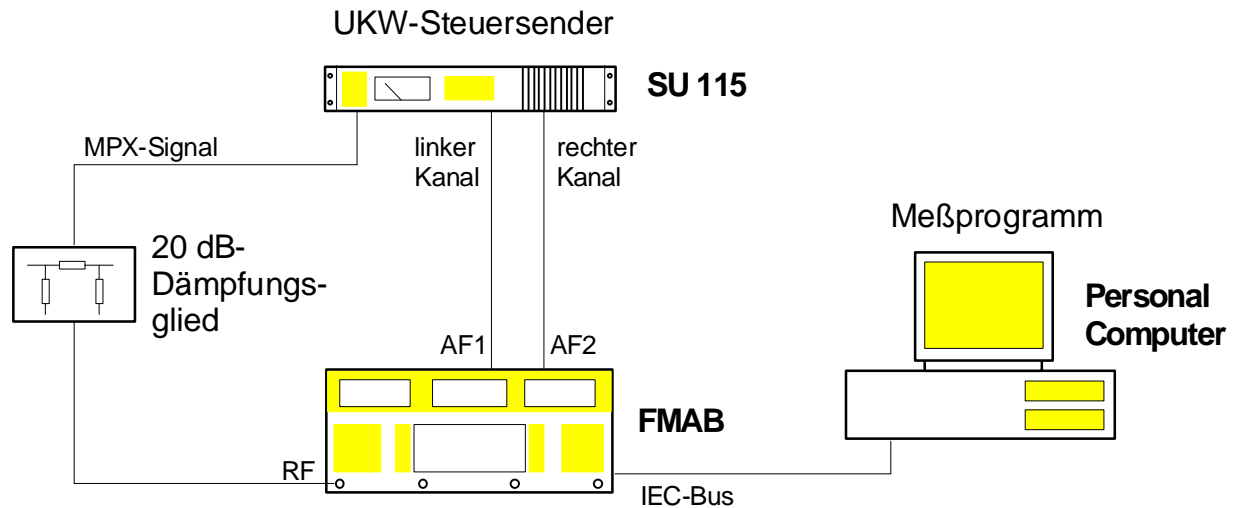 UKW-Steuersender
SU 115
MPX-Signal
linker
Kanal
rechter
Kanal
Meßprogramm
20 dB-
Dämpfungs-
glied
Personal
Computer
AF1
AF2
FMAB
RF
IEC-Bus